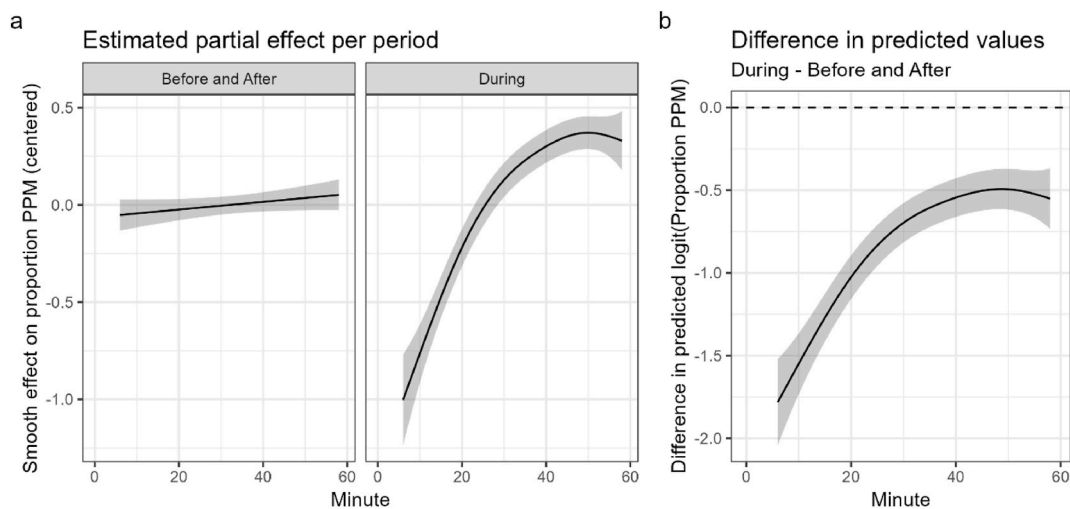 a
Estimated partial effect per period
Before and After
During
Smooth effect on proportion PPM (centered)
0.5
0.0
-0.5
-1.0
0
20
40
60
0
20
40
60
Minute
b
Difference in predicted values
During - Before and After
Difference in predicted logit(Proportion PPM)
0.0
-0.5
-1.0
-1.5
-2.0
0
20
40
60
Minute